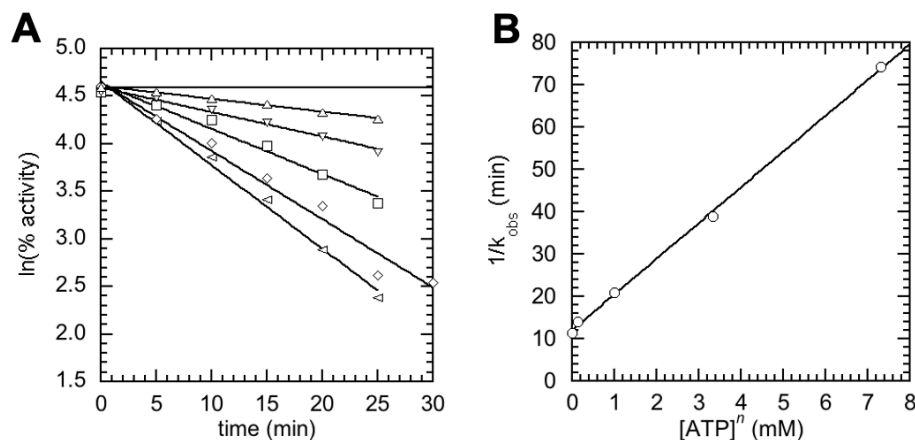 A
ln(% activity)
5.0
4.5
4.0
3.5
3.0
2.5
2.0
1.5
0 5 10 15 20 25 30
time (min)
B
1/kobs (min)
80
70
60
50
40
30
20
10
0
0 1 2 3 4 5 6 7 8
[ATP]n (mM)